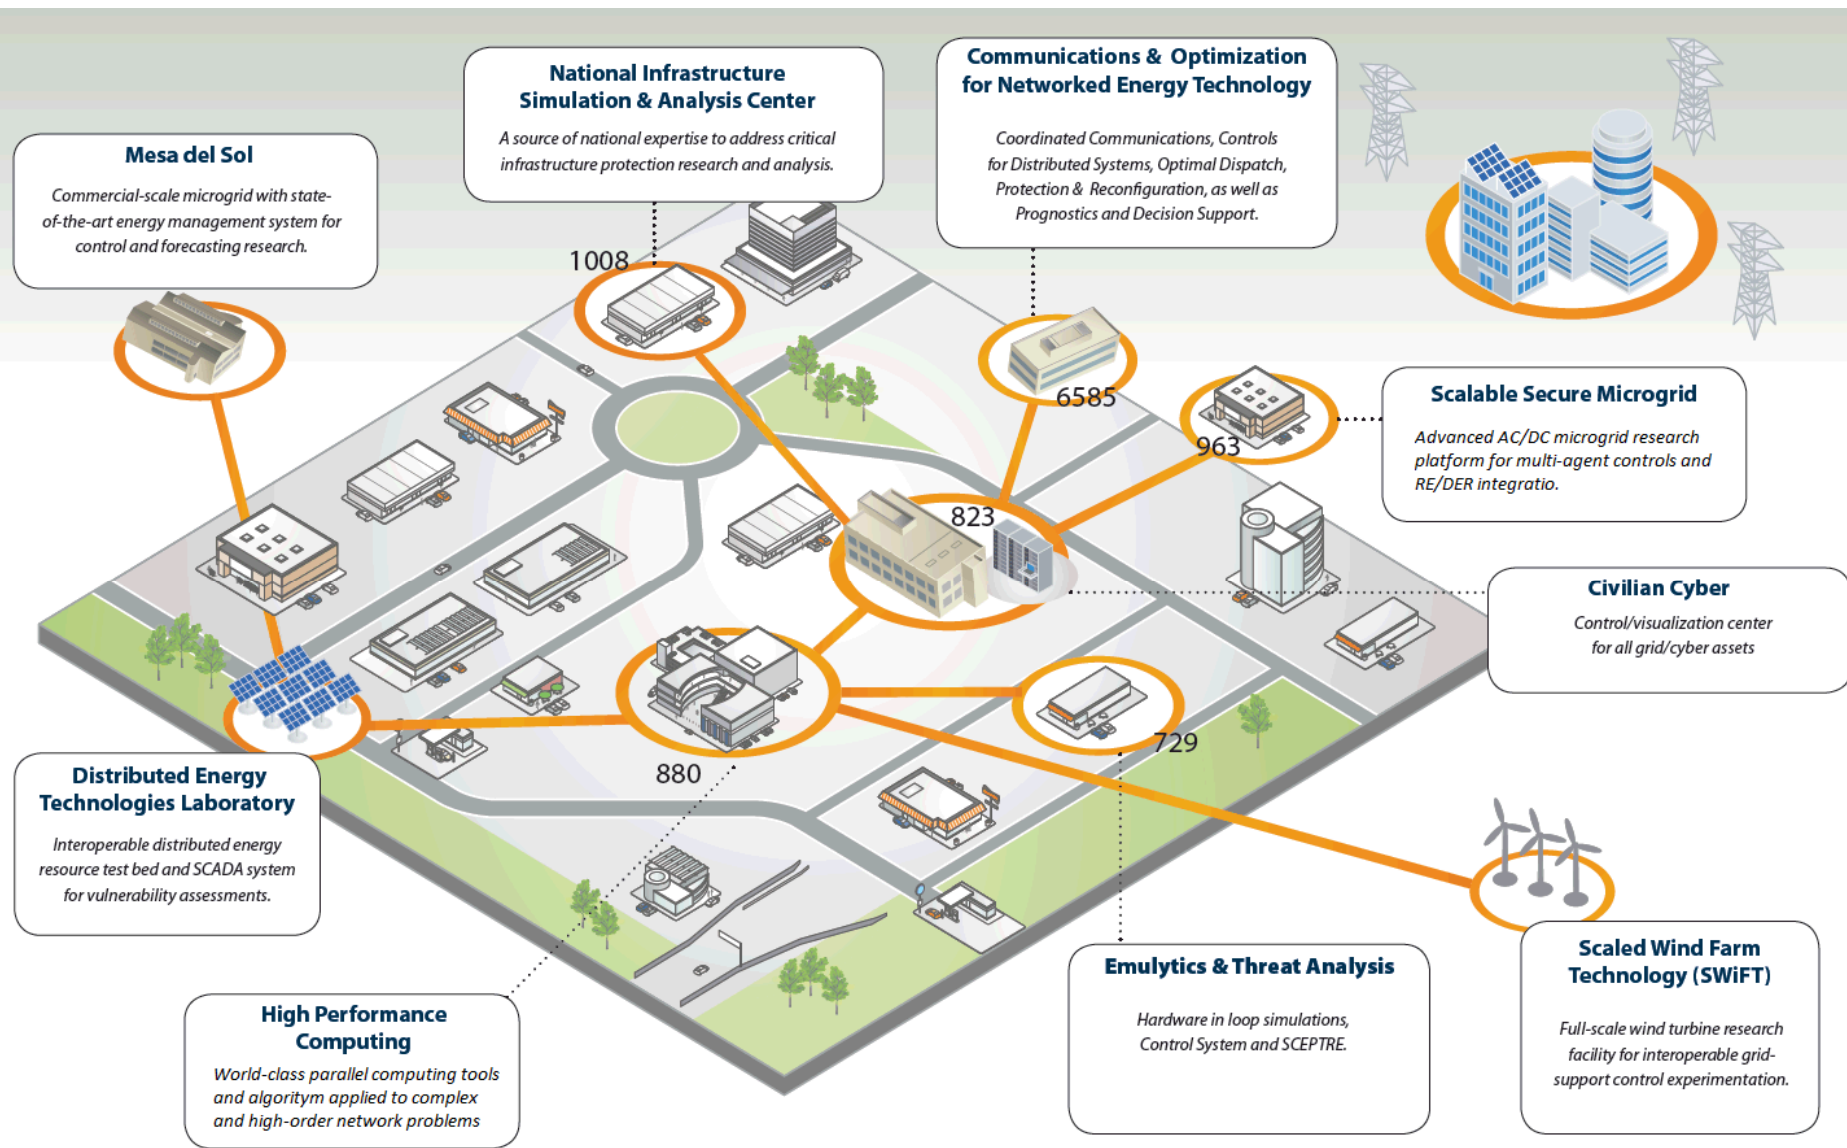 National Infrastructure
Simulation & Analysis Center
A source of national expertise to address critical
infrastructure protection research and analysis.
Communications & Optimization
for Networked Energy Technology
Coordinated Communications, Controls
for Distributed Systems, Optimal Dispatch,
Protection & Reconfiguration, as well as
Prognostics and Decision Support.
Mesa del Sol
Commercial-scale microgrid with state-
of-the-art energy management system for
control and forecasting research.
1008
6585
963
Scalable Secure Microgrid
Advanced AC/DC microgrid research
platform for multi-agent controls and
RE/DER integratio.
823
Civilian Cyber
Control/visualization center
for all grid/cyber assets
729
880
Distributed Energy
Technologies Laboratory
Interoperable distributed energy
resource test bed and SCADA system
for vulnerability assessments.
High Performance
Computing
World-class parallel computing tools
and algoritym applied to complex
and high-order network problems
Emulytics & Threat Analysis
Hardware in loop simulations,
Control System and SCEPTRE.
Scaled Wind Farm
Technology (SWiFT)
Full-scale wind turbine research
facility for interoperable grid-
support control experimentation.